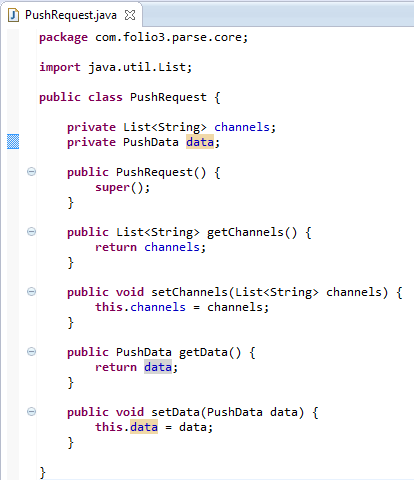 PushRequest.java
package com.folio3.parse.core;
import java.util.List;
public class PushRequest {
private List<String> channels;
private PushData data;
public PushRequest() {
super();
}
public List<String> getChannels() {
return channels;
}
public void setChannels(List<String> channels) {
this.channels = channels;
}
public PushData getData() {
return data;
}
public void setData(PushData data) {
this.data = data;
}
}